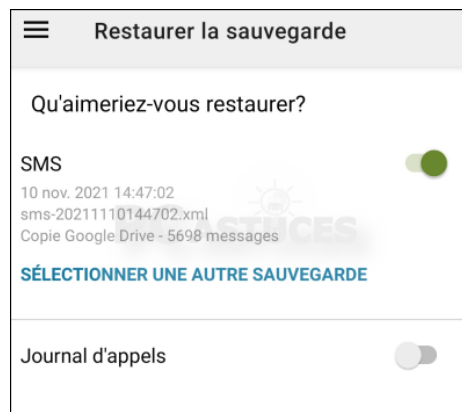 Restaurer la sauvegarde
Qu'aimeriez-vous restaurer?
SMS
10 nov. 2021 14:47:02
sms-20211110144702.xml
Copie Google Drive - 5698 messages
SÉLECTIONNER UNE AUTRE SAUVEGARDE
Journal d'appels